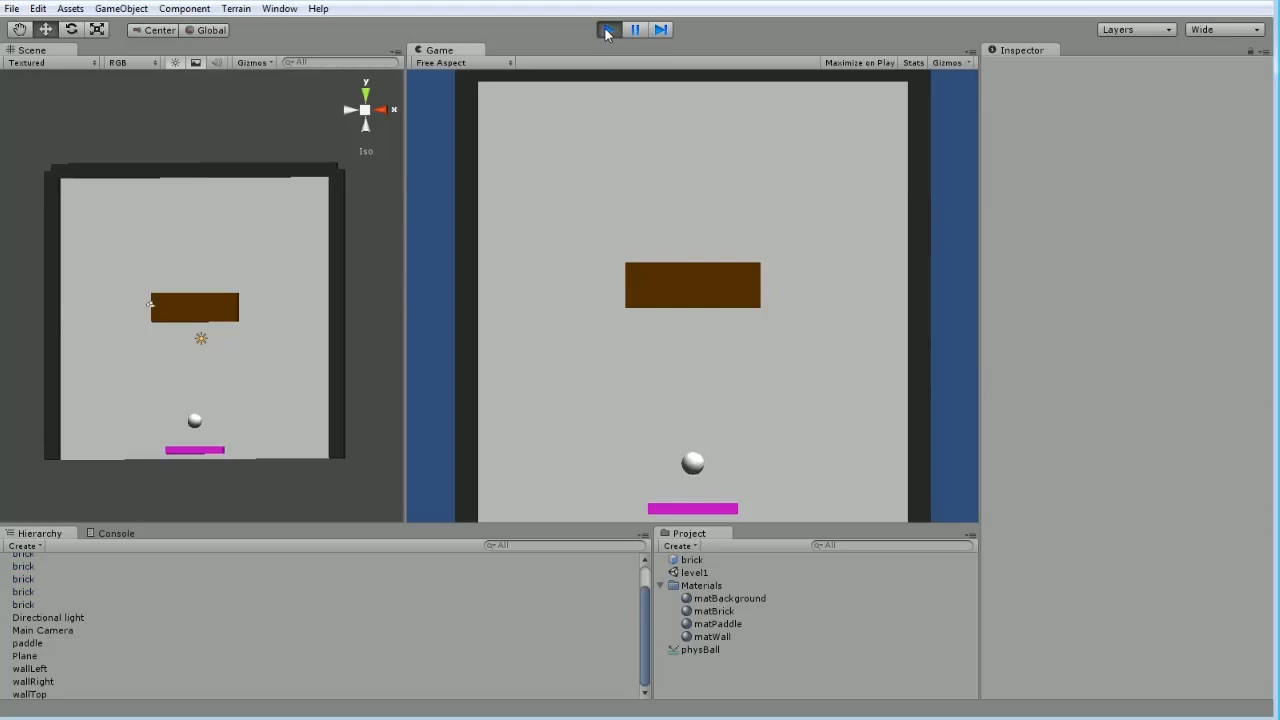 File Edit Assets GameObject Component Terrain Window Help
Center Global Layers Wide
Scene Game Inspector
Textured RGB Gizmos All Free Aspect Maximize on Play Stats Gizmos
y
x
Iso
Hierarchy Console Project
Create All Create All
brick
brick
brick
brick
brick
Directional light
Main Camera
paddle
Plane
wallLeft
wallRight
wallTop
brick
level1
Materials
matBackground
matBrick
matPaddle
matWall
physBall